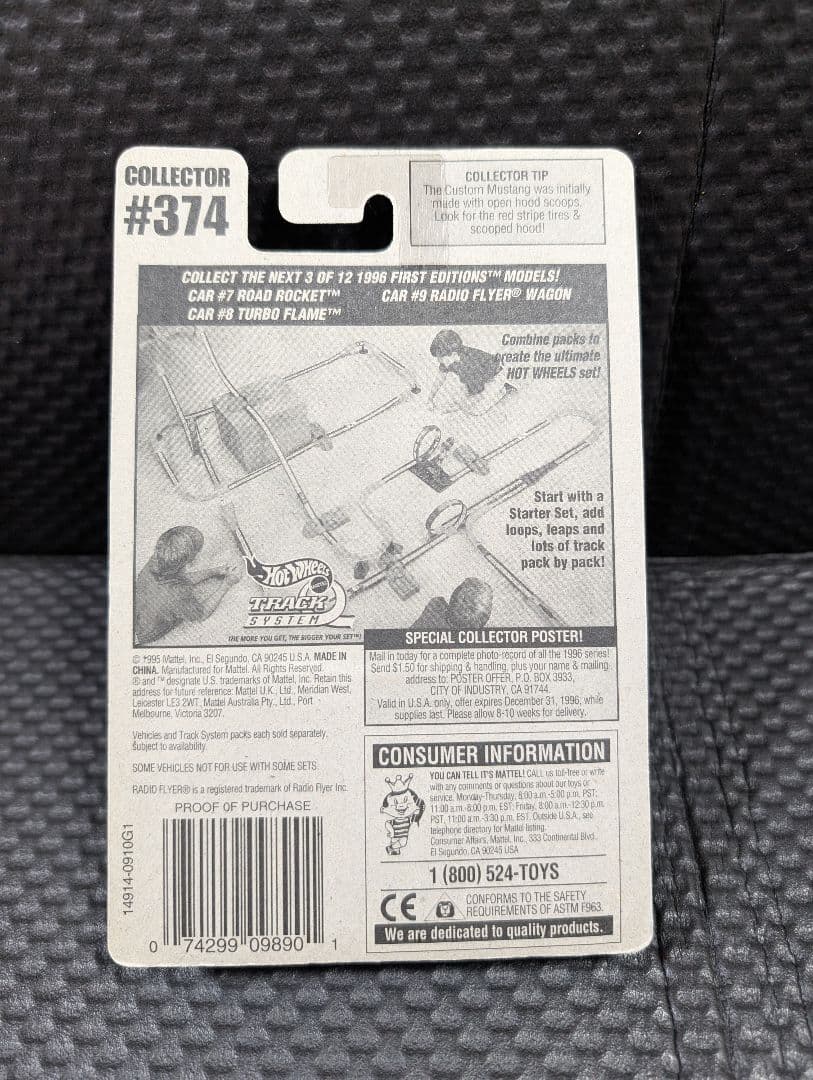 COLLECTOR
#374
COLLECTOR TIP
The Custom Mustang was initially
made with open hood scoops.
Look for the red stripe tires &
scooped hood!
COLLECT THE NEXT 3 OF 12 1996 FIRST EDITIONS™ MODELS!
CAR #7 ROAD ROCKET™ CAR #9 RADIO FLYER® WAGON
CAR #8 TURBO FLAME™
Combine packs to
create the ultimate
HOT WHEELS set!
Start with a
Starter Set, add
loops, leaps and
lots of track
pack by pack!
HOT WHEELS
MATTEL
TRACK
SYSTEM
THE MORE YOU GET, THE BIGGER YOUR SET™!
© 1995 Mattel, Inc., El Segundo, CA 90245 U.S.A. MADE IN
CHINA. Manufactured for Mattel. All Rights Reserved.
® and ™ designate U.S. trademarks of Mattel, Inc. Retain this
address for future reference: Mattel U.K., Ltd., Meridian West,
Leicester LE3 2WT. Mattel Australia Pty., Ltd., Port
Melbourne, Victoria 3207.
Vehicles and Track System packs each sold separately.
Subject to availability.
SOME VEHICLES NOT FOR USE WITH SOME SETS.
RADIO FLYER® is a registered trademark of Radio Flyer Inc.
PROOF OF PURCHASE
14914-0910G1
0 74299 09890 1
SPECIAL COLLECTOR POSTER!
Mail in today for a complete photo-record of all the 1996 series!
Send $1.50 for shipping & handling, plus your name & mailing
address to: POSTER OFFER, P.O. BOX 3933,
CITY OF INDUSTRY, CA 91744.
Valid in U.S.A. only, offer expires December 31, 1996, while
supplies last. Please allow 8-10 weeks for delivery.
CONSUMER INFORMATION
YOU CAN TELL IT'S MATTEL! CALL us toll-free or write
with any comments or questions about our toys or
service. Monday-Thursday, 8:00 a.m.-5:00 p.m. PST;
11:00 a.m.-8:00 p.m. EST; Friday, 8:00 a.m.-12:30 p.m.
PST, 11:00 a.m.-3:30 p.m. EST. Outside U.S.A., see
telephone directory for Mattel listing.
Consumer Affairs, Mattel, Inc., 333 Continental Blvd.,
El Segundo, CA 90245 USA
1 (800) 524-TOYS
CE
CONFORMS TO THE SAFETY
REQUIREMENTS OF ASTM F963.
We are dedicated to quality products.